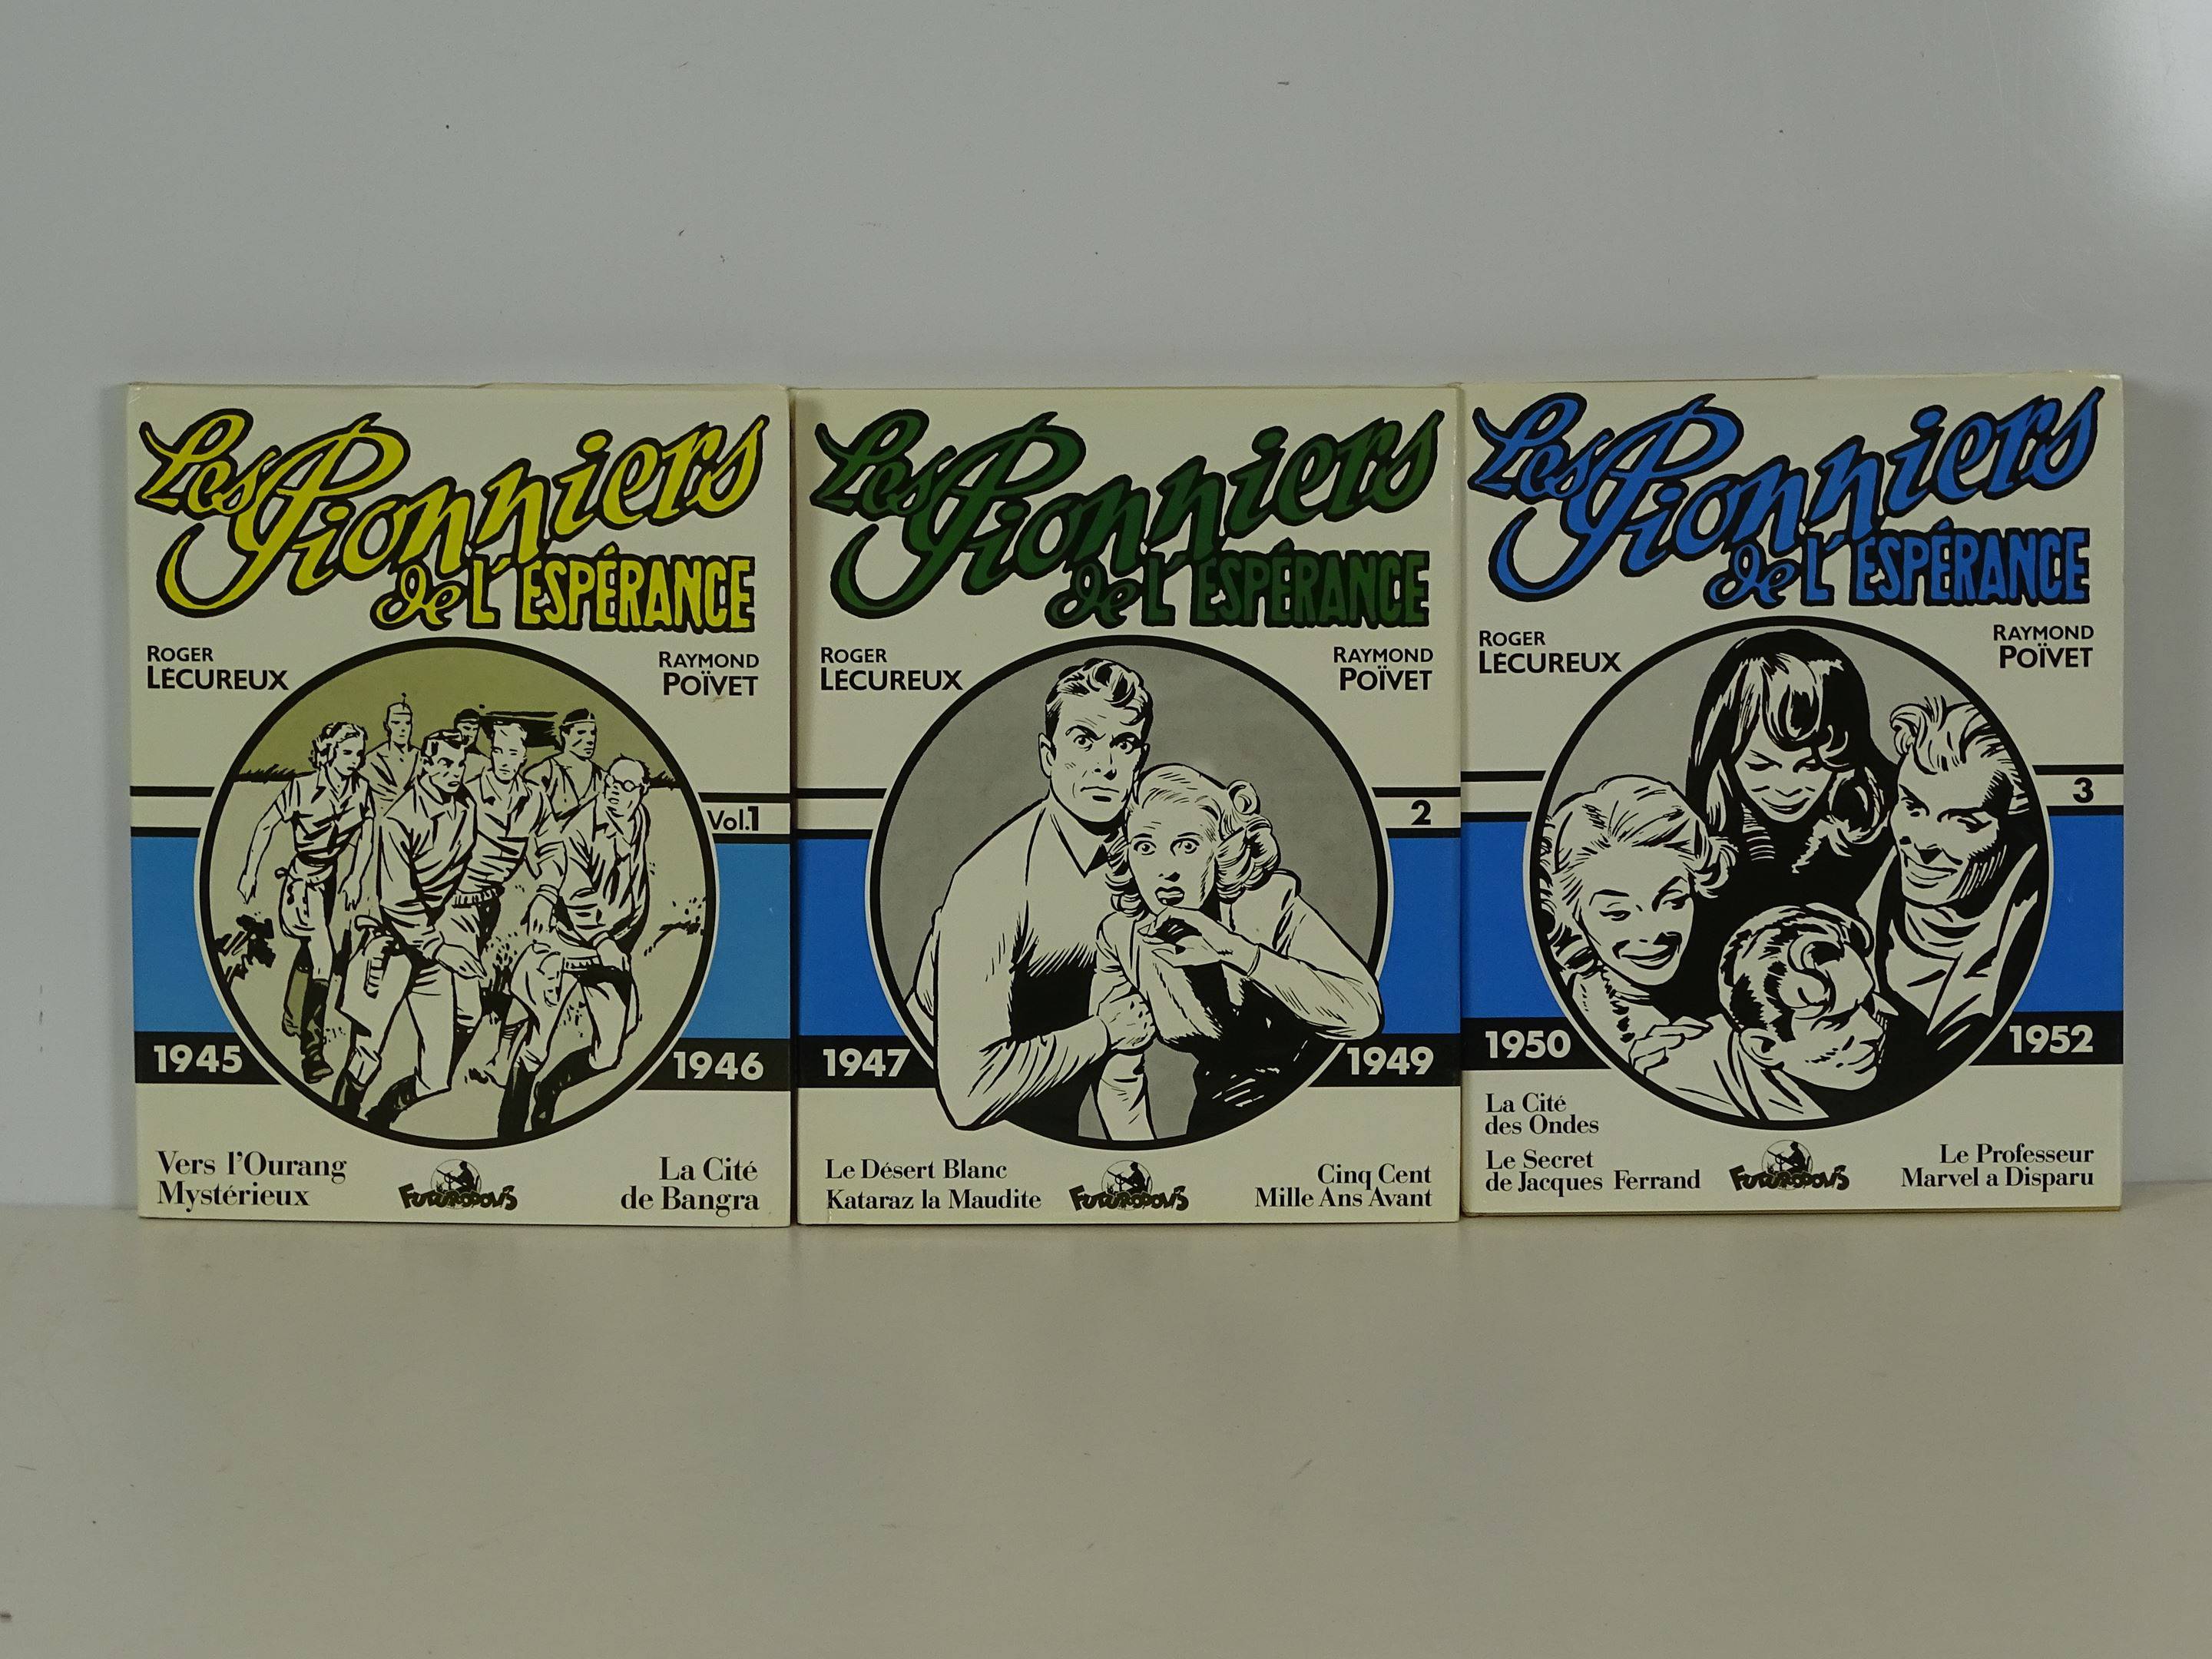 Les Pionniers
de L'ESPÉRANCE
ROGER
LÉCUREUX
RAYMOND
POÏVET
Vol.1
1945
1946
Vers l'Ourang
Mystérieux
FUTUROPOLIS
La Cité
de Bangra
Les Pionniers
de L'ESPÉRANCE
ROGER
LÉCUREUX
RAYMOND
POÏVET
2
1947
1949
Le Désert Blanc
Kataraz la Maudite
FUTUROPOLIS
Cinq Cent
Mille Ans Avant
Les Pionniers
de L'ESPÉRANCE
ROGER
LÉCUREUX
RAYMOND
POÏVET
3
1950
1952
La Cité
des Ondes
Le Secret
de Jacques Ferrand
FUTUROPOLIS
Le Professeur
Marvel a Disparu